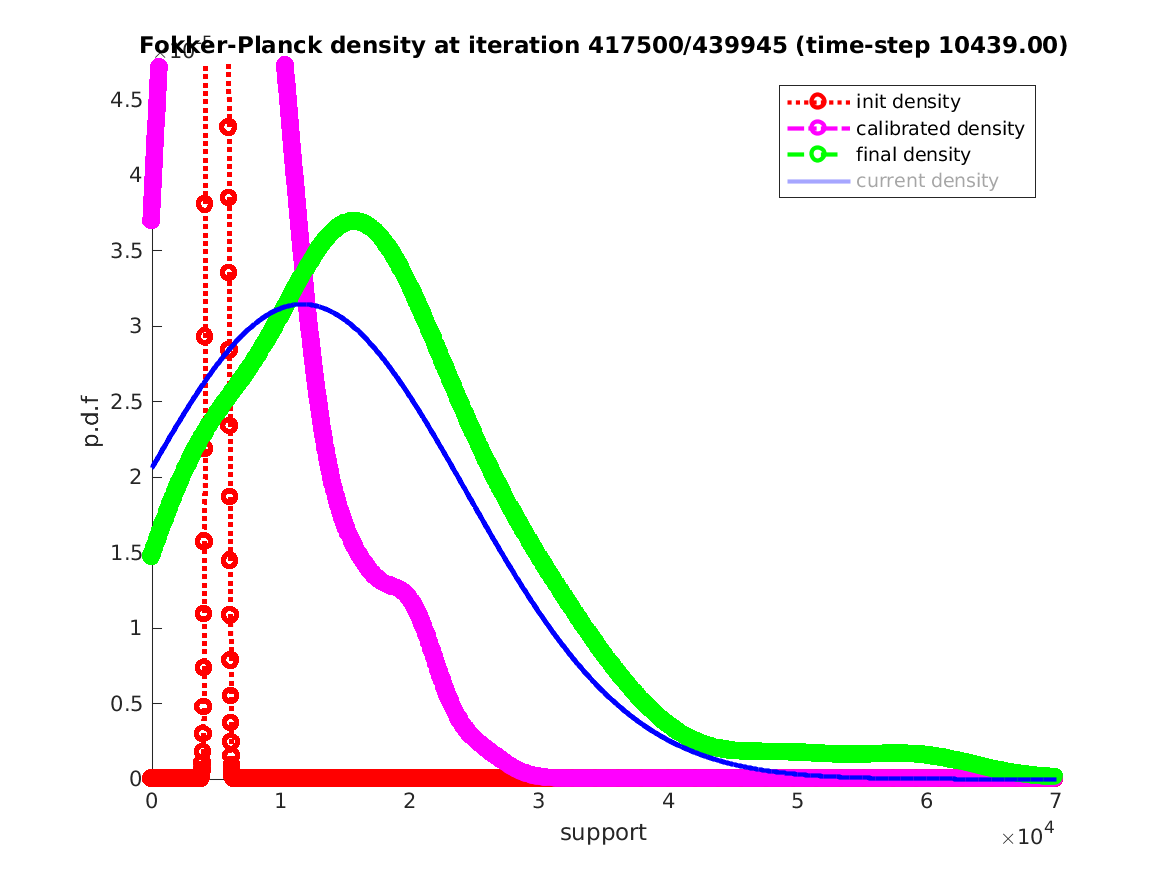 Fokker-Planck density at iteration 417500/439945 (time-step 10439.00)
×10⁻⁵
init density
calibrated density
final density
current density
4.5
4
3.5
3
2.5
2
1.5
1
0.5
0
p.d.f
0 1 2 3 4 5 6 7
support
×10⁴